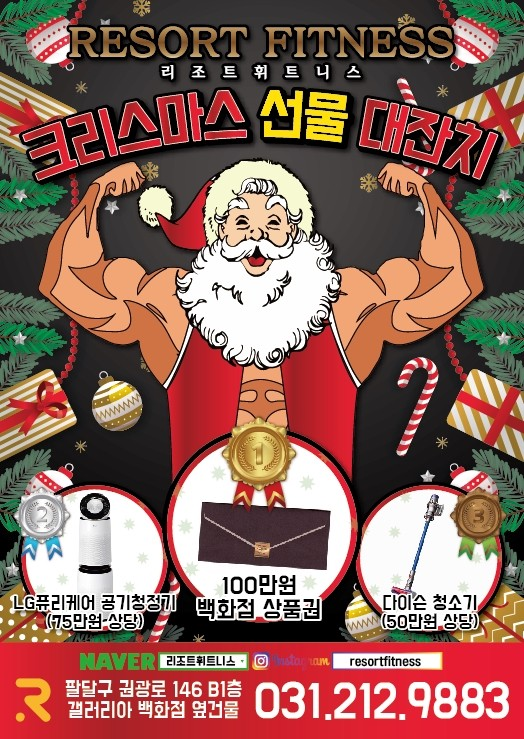 RESORT FITNESS
리조트휘트니스
크리스마스 선물 대잔치
1
2
3
LG퓨리케어 공기청정기
(75만원 상당)
100만원
백화점 상품권
다이슨 청소기
(50만원 상당)
NAVER 리조트휘트니스 Instagram resortfitness
R
팔달구 권광로 146 B1층
갤러리아 백화점 옆건물
031.212.9883